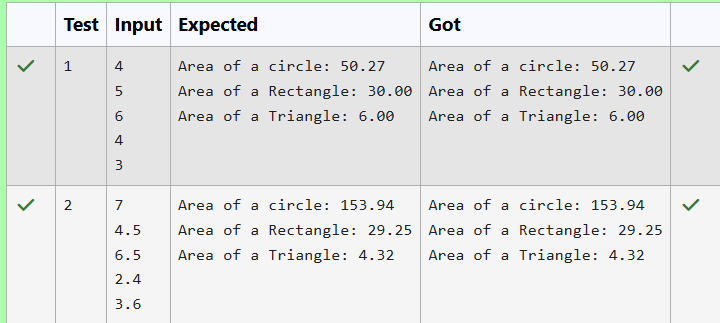 Test Input Expected Got
1 4 Area of a circle: 50.27 Area of a circle: 50.27
5 Area of a Rectangle: 30.00 Area of a Rectangle: 30.00
6 Area of a Triangle: 6.00 Area of a Triangle: 6.00
4
3
2 7 Area of a circle: 153.94 Area of a circle: 153.94
4.5 Area of a Rectangle: 29.25 Area of a Rectangle: 29.25
6.5 Area of a Triangle: 4.32 Area of a Triangle: 4.32
2.4
3.6